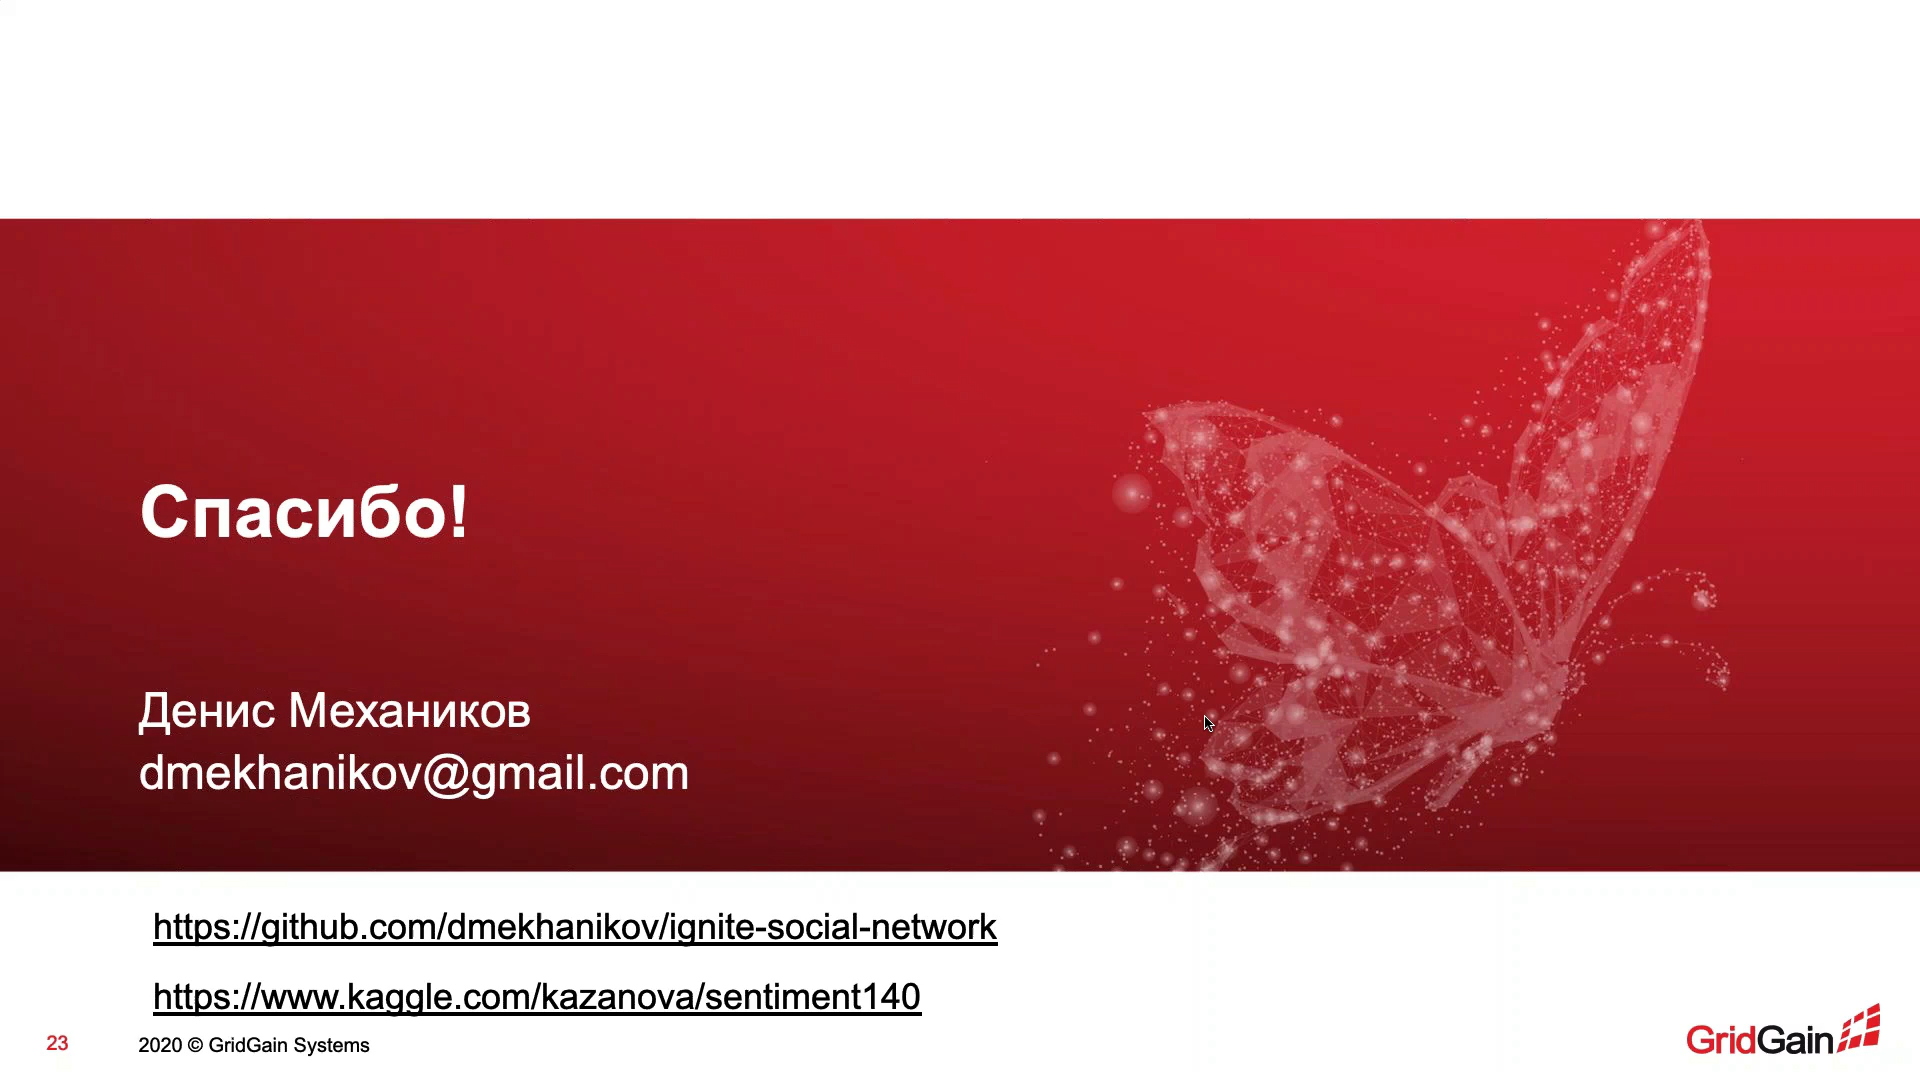 Спасибо!
Денис Механиков
dmekhanikov@gmail.com
https://github.com/dmekhanikov/ignite-social-network
https://www.kaggle.com/kazanova/sentiment140
23
2020 © GridGain Systems
GridGain